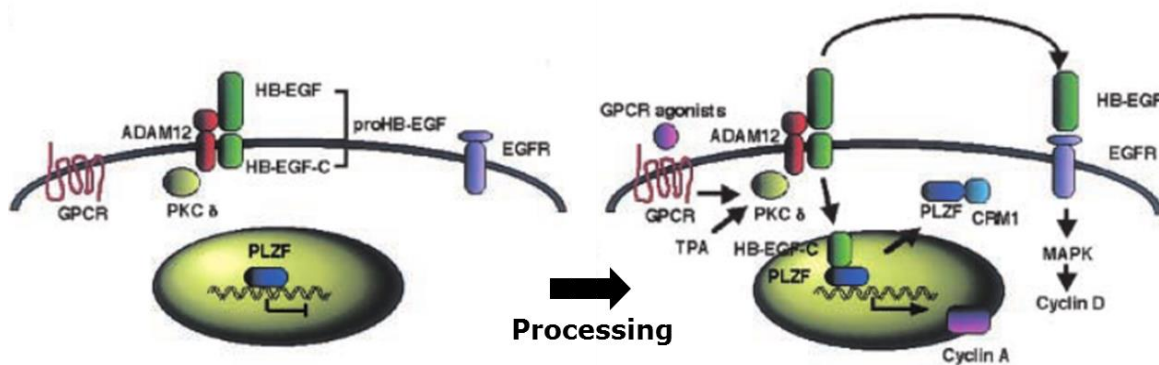 HB-EGF
ADAM12
proHB-EGF
EGFR
HB-EGF-C
GPCR
PKC δ
PLZF
Processing
GPCR agonists
ADAM12
HB-EGF
EGFR
GPCR
PKC δ
PLZF
CRM1
TPA
HB-EGF-C
PLZF
MAPK
Cyclin D
Cyclin A